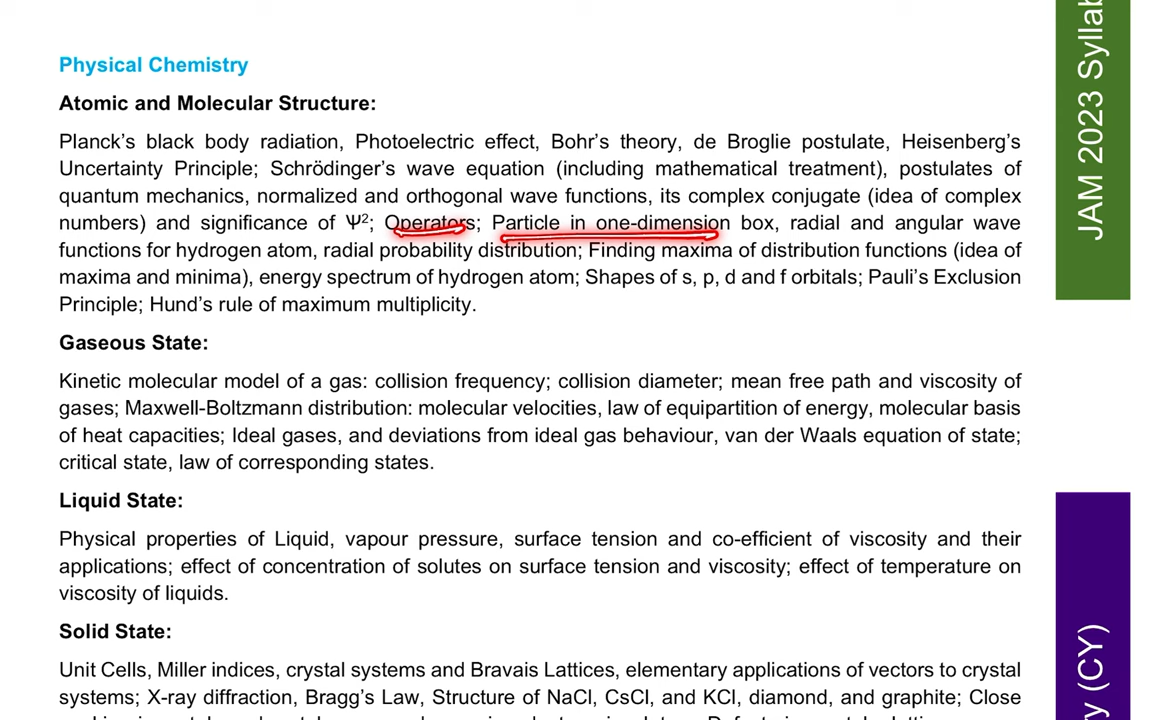 Physical Chemistry
Atomic and Molecular Structure:
Planck's black body radiation, Photoelectric effect, Bohr's theory, de Broglie postulate, Heisenberg's
Uncertainty Principle; Schrödinger's wave equation (including mathematical treatment), postulates of
quantum mechanics, normalized and orthogonal wave functions, its complex conjugate (idea of complex
numbers) and significance of Ψ²; Operators; Particle in one-dimension box, radial and angular wave
functions for hydrogen atom, radial probability distribution; Finding maxima of distribution functions (idea of
maxima and minima), energy spectrum of hydrogen atom; Shapes of s, p, d and f orbitals; Pauli's Exclusion
Principle; Hund's rule of maximum multiplicity.
Gaseous State:
Kinetic molecular model of a gas: collision frequency; collision diameter; mean free path and viscosity of
gases; Maxwell-Boltzmann distribution: molecular velocities, law of equipartition of energy, molecular basis
of heat capacities; Ideal gases, and deviations from ideal gas behaviour, van der Waals equation of state;
critical state, law of corresponding states.
Liquid State:
Physical properties of Liquid, vapour pressure, surface tension and co-efficient of viscosity and their
applications; effect of concentration of solutes on surface tension and viscosity; effect of temperature on
viscosity of liquids.
Solid State:
Unit Cells, Miller indices, crystal systems and Bravais Lattices, elementary applications of vectors to crystal
systems; X-ray diffraction, Bragg's Law, Structure of NaCl, CsCl, and KCl, diamond, and graphite; Close
JAM 2023 Syllab
y (CY)